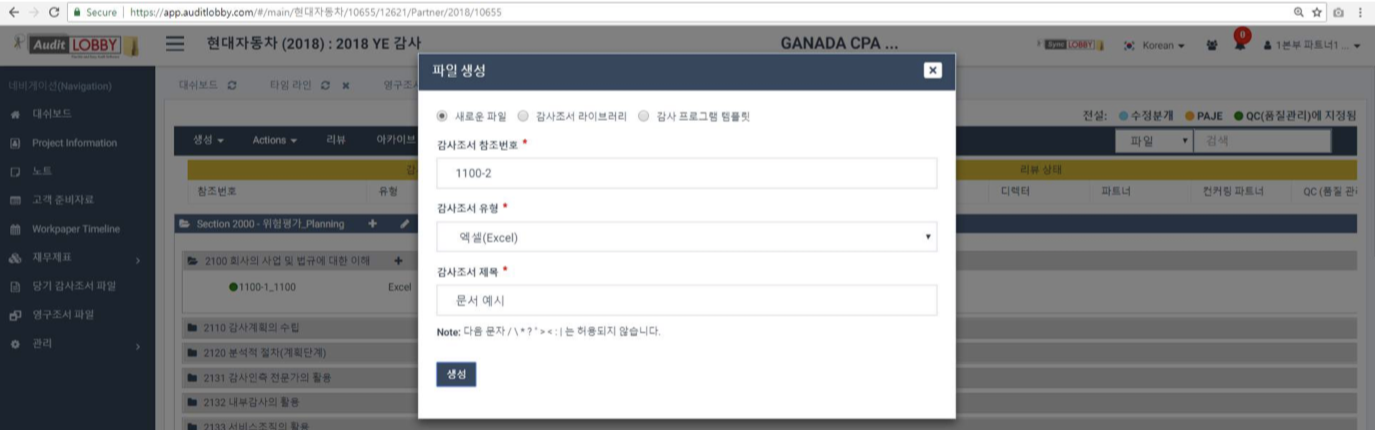 Secure https://app.auditlobby.com/#/main/현대자동차/10655/12621/Partner/2018/10655
Audit LOBBY
현대자동차 (2018) : 2018 YE 감사
GANADA CPA ...
Sync LOBBY
Korean
0
1본부 파트너1 ...
네비게이션(Navigation)
대쉬보드
Project Information
노트
고객 준비자료
Workpaper Timeline
재무제표
당기 감사조서 파일
영구조서 파일
관리
대쉬보드
타임 라인
영구조서
전설: 수정분개 PAJE QC(품질관리)에 지정됨
생성 Actions 리뷰 아카이브
파일 검색
리뷰 상태
참조번호 유형 디렉터 파트너 컨커링 파트너 QC (품질 관
Section 2000 - 위험평가_Planning
2100 회사의 사업 및 법규에 대한 이해
1100-1_1100 Excel
2110 감사계획의 수립
2120 분석적 절차(계획단계)
2131 감사인측 전문가의 활용
2132 내부감사의 활용
2133 서비스조직의 활용
파일 생성
새로운 파일 감사조서 라이브러리 감사 프로그램 템플릿
감사조서 참조번호 *
1100-2
감사조서 유형 *
엑셀(Excel)
감사조서 제목 *
문서 예시
Note: 다음 문자 / \ * ? " > < : | 는 허용되지 않습니다.
생성